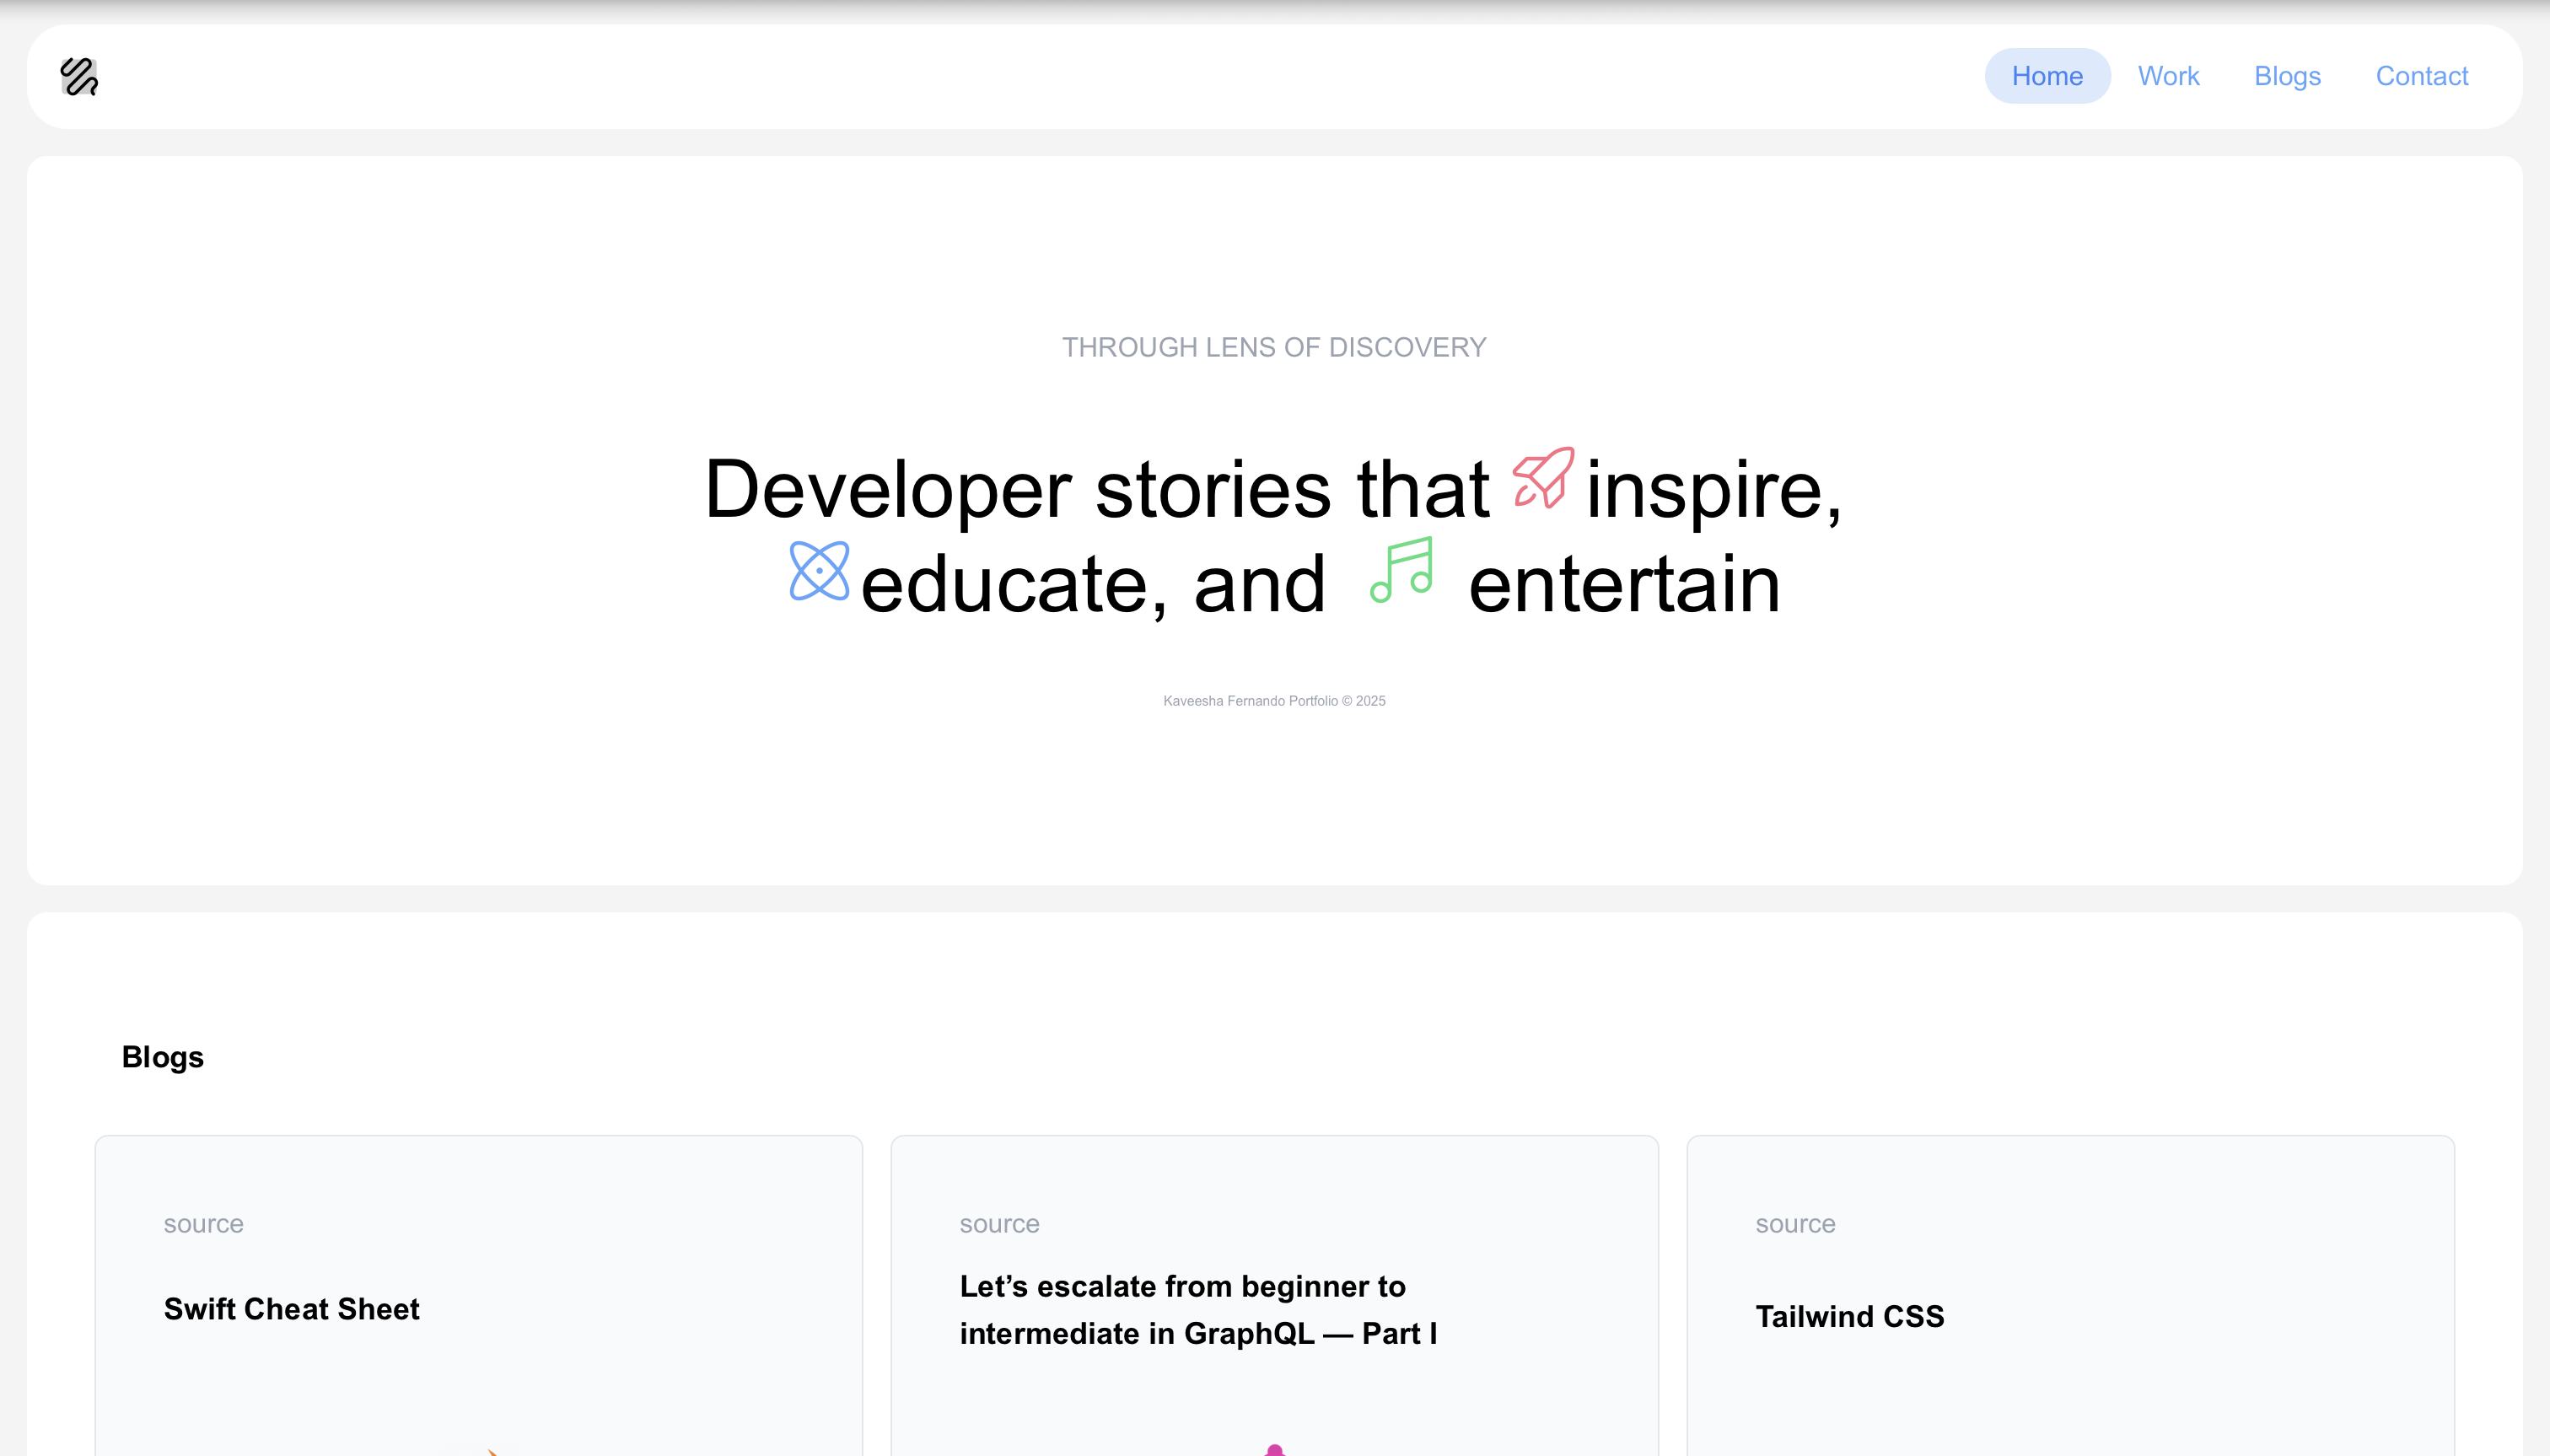 Home
Work
Blogs
Contact
THROUGH LENS OF DISCOVERY
Developer stories that inspire,
educate, and entertain
Kaveesha Fernando Portfolio © 2025
Blogs
source
Swift Cheat Sheet
source
Let’s escalate from beginner to
intermediate in GraphQL — Part I
source
Tailwind CSS